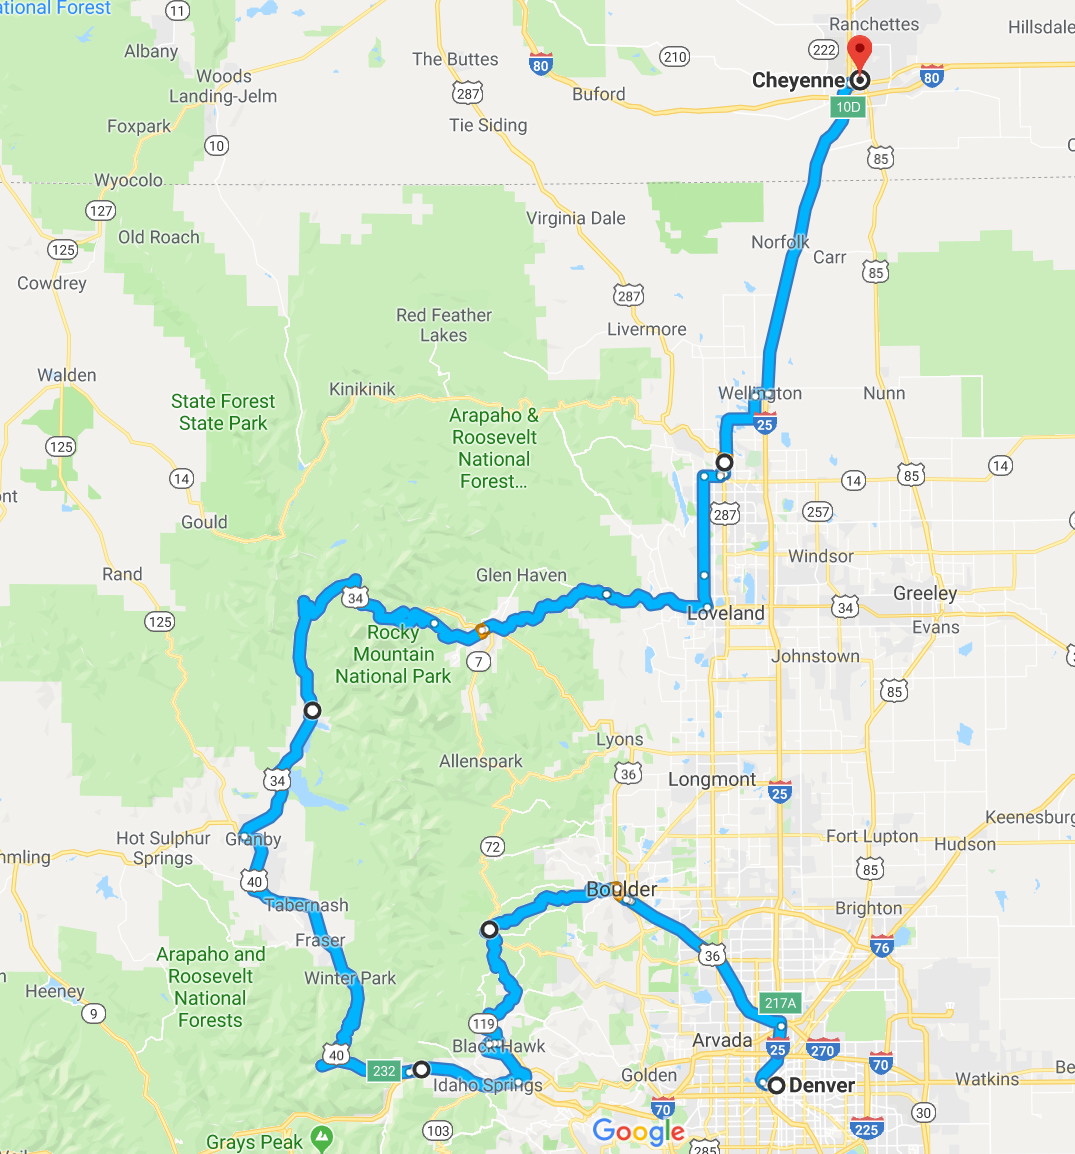 ational Forest
11
Ranchettes
Hillsdale
Albany
222
The Buttes
210
80
Woods
Landing-Jelm
Cheyenne
80
287
Buford
10D
Foxpark
Tie Siding
10
85
Wyocolo
127
Virginia Dale
Old Roach
125
Norfolk
Carr
Cowdrey
85
287
Red Feather
Lakes
Livermore
Walden
Kinikinik
Wellington
Nunn
State Forest
State Park
Arapaho &
Roosevelt
National
Forest...
25
125
14
14
85
14
287
257
Gould
Windsor
Rand
Glen Haven
34
Greeley
34
Loveland
125
Evans
Rocky
Mountain
National Park
7
Johnstown
85
Lyons
Allenspark
36
Longmont
34
25
Keenesburg
Hot Sulphur
Springs
Granby
72
Fort Lupton
Hudson
mling
85
40
Boulder
Tabernash
Brighton
Fraser
76
Arapaho and
Roosevelt
National
Forests
36
Winter Park
Heeney
217A
9
119
Arvada
Black Hawk
25
270
40
70
232
Golden
Watkins
Idaho Springs
Denver
70
30
103
Google
225
Grays Peak
285